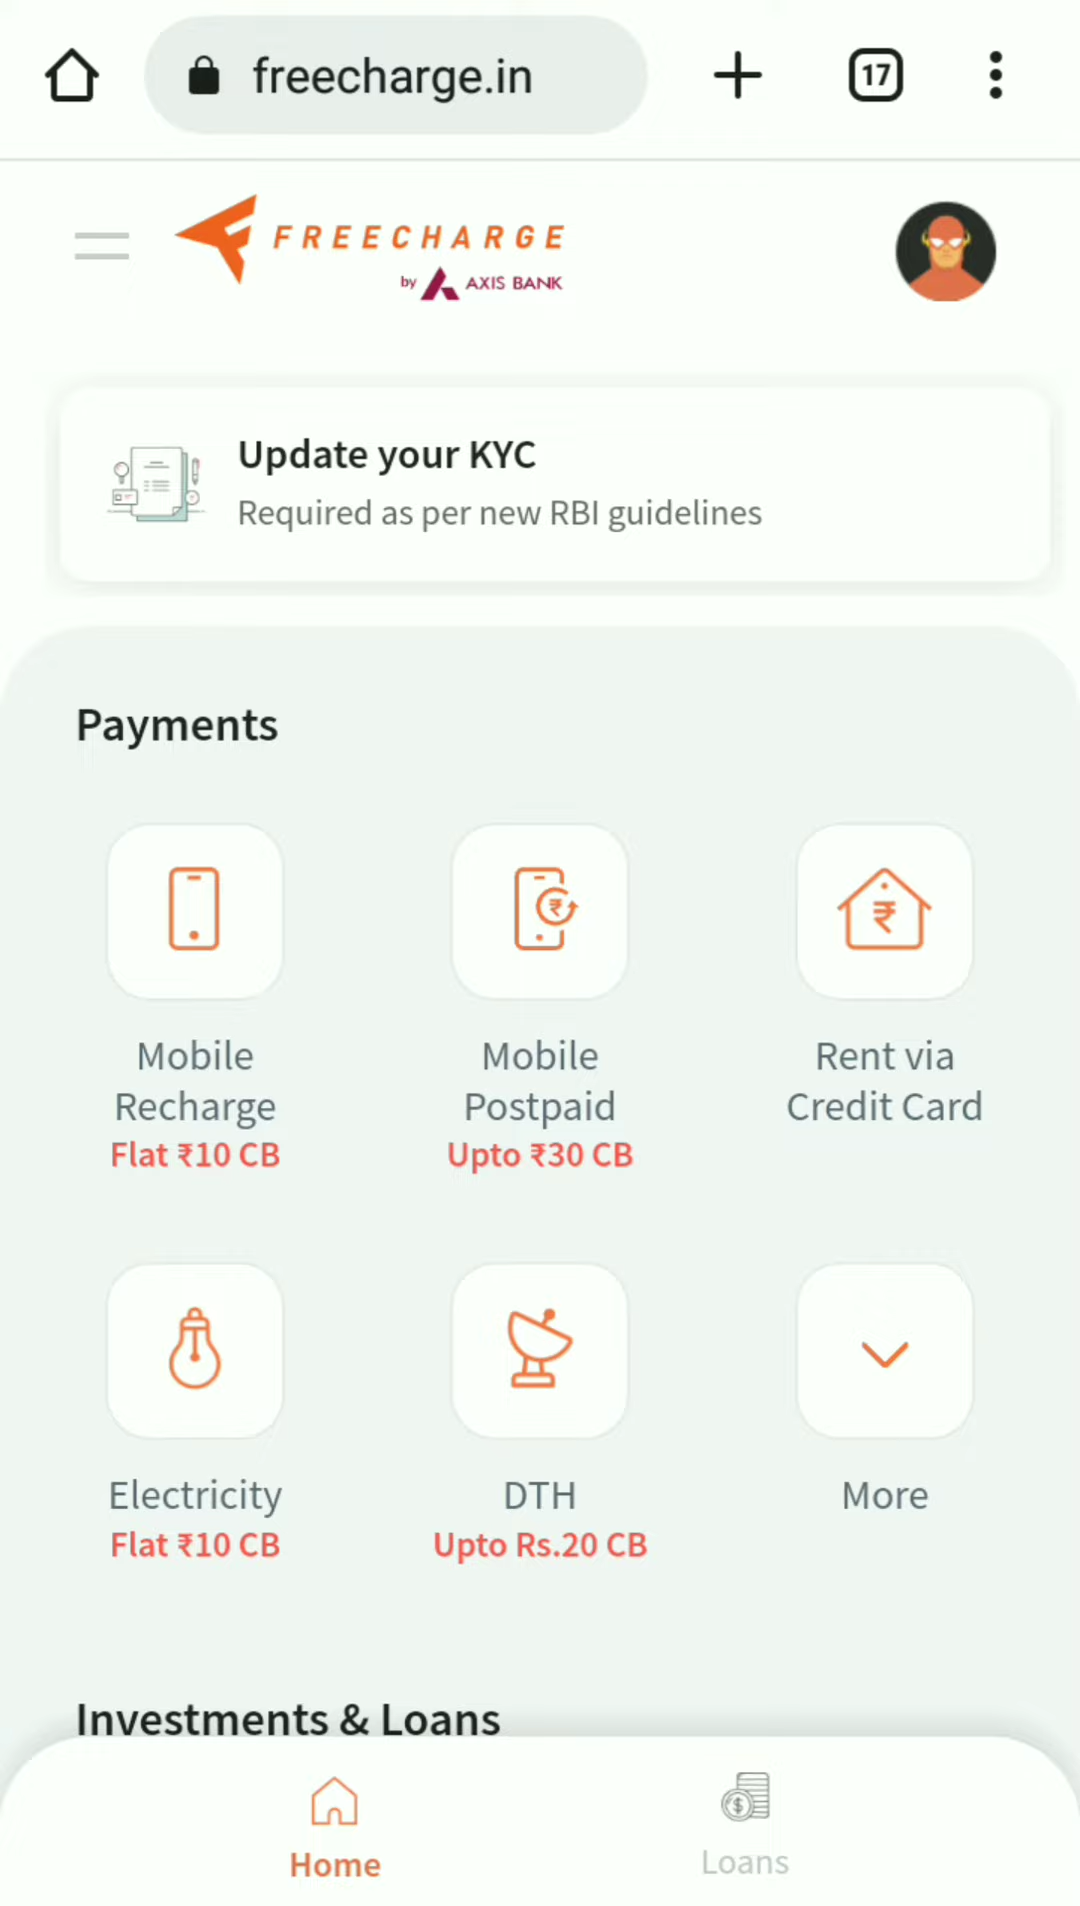 freecharge.in
17
FREECHARGE
by AXIS BANK
Update your KYC
Required as per new RBI guidelines
Payments
Mobile
Recharge
Flat ₹10 CB
Mobile
Postpaid
Upto ₹30 CB
Rent via
Credit Card
Electricity
Flat ₹10 CB
DTH
Upto Rs.20 CB
More
Investments & Loans
Home
Loans